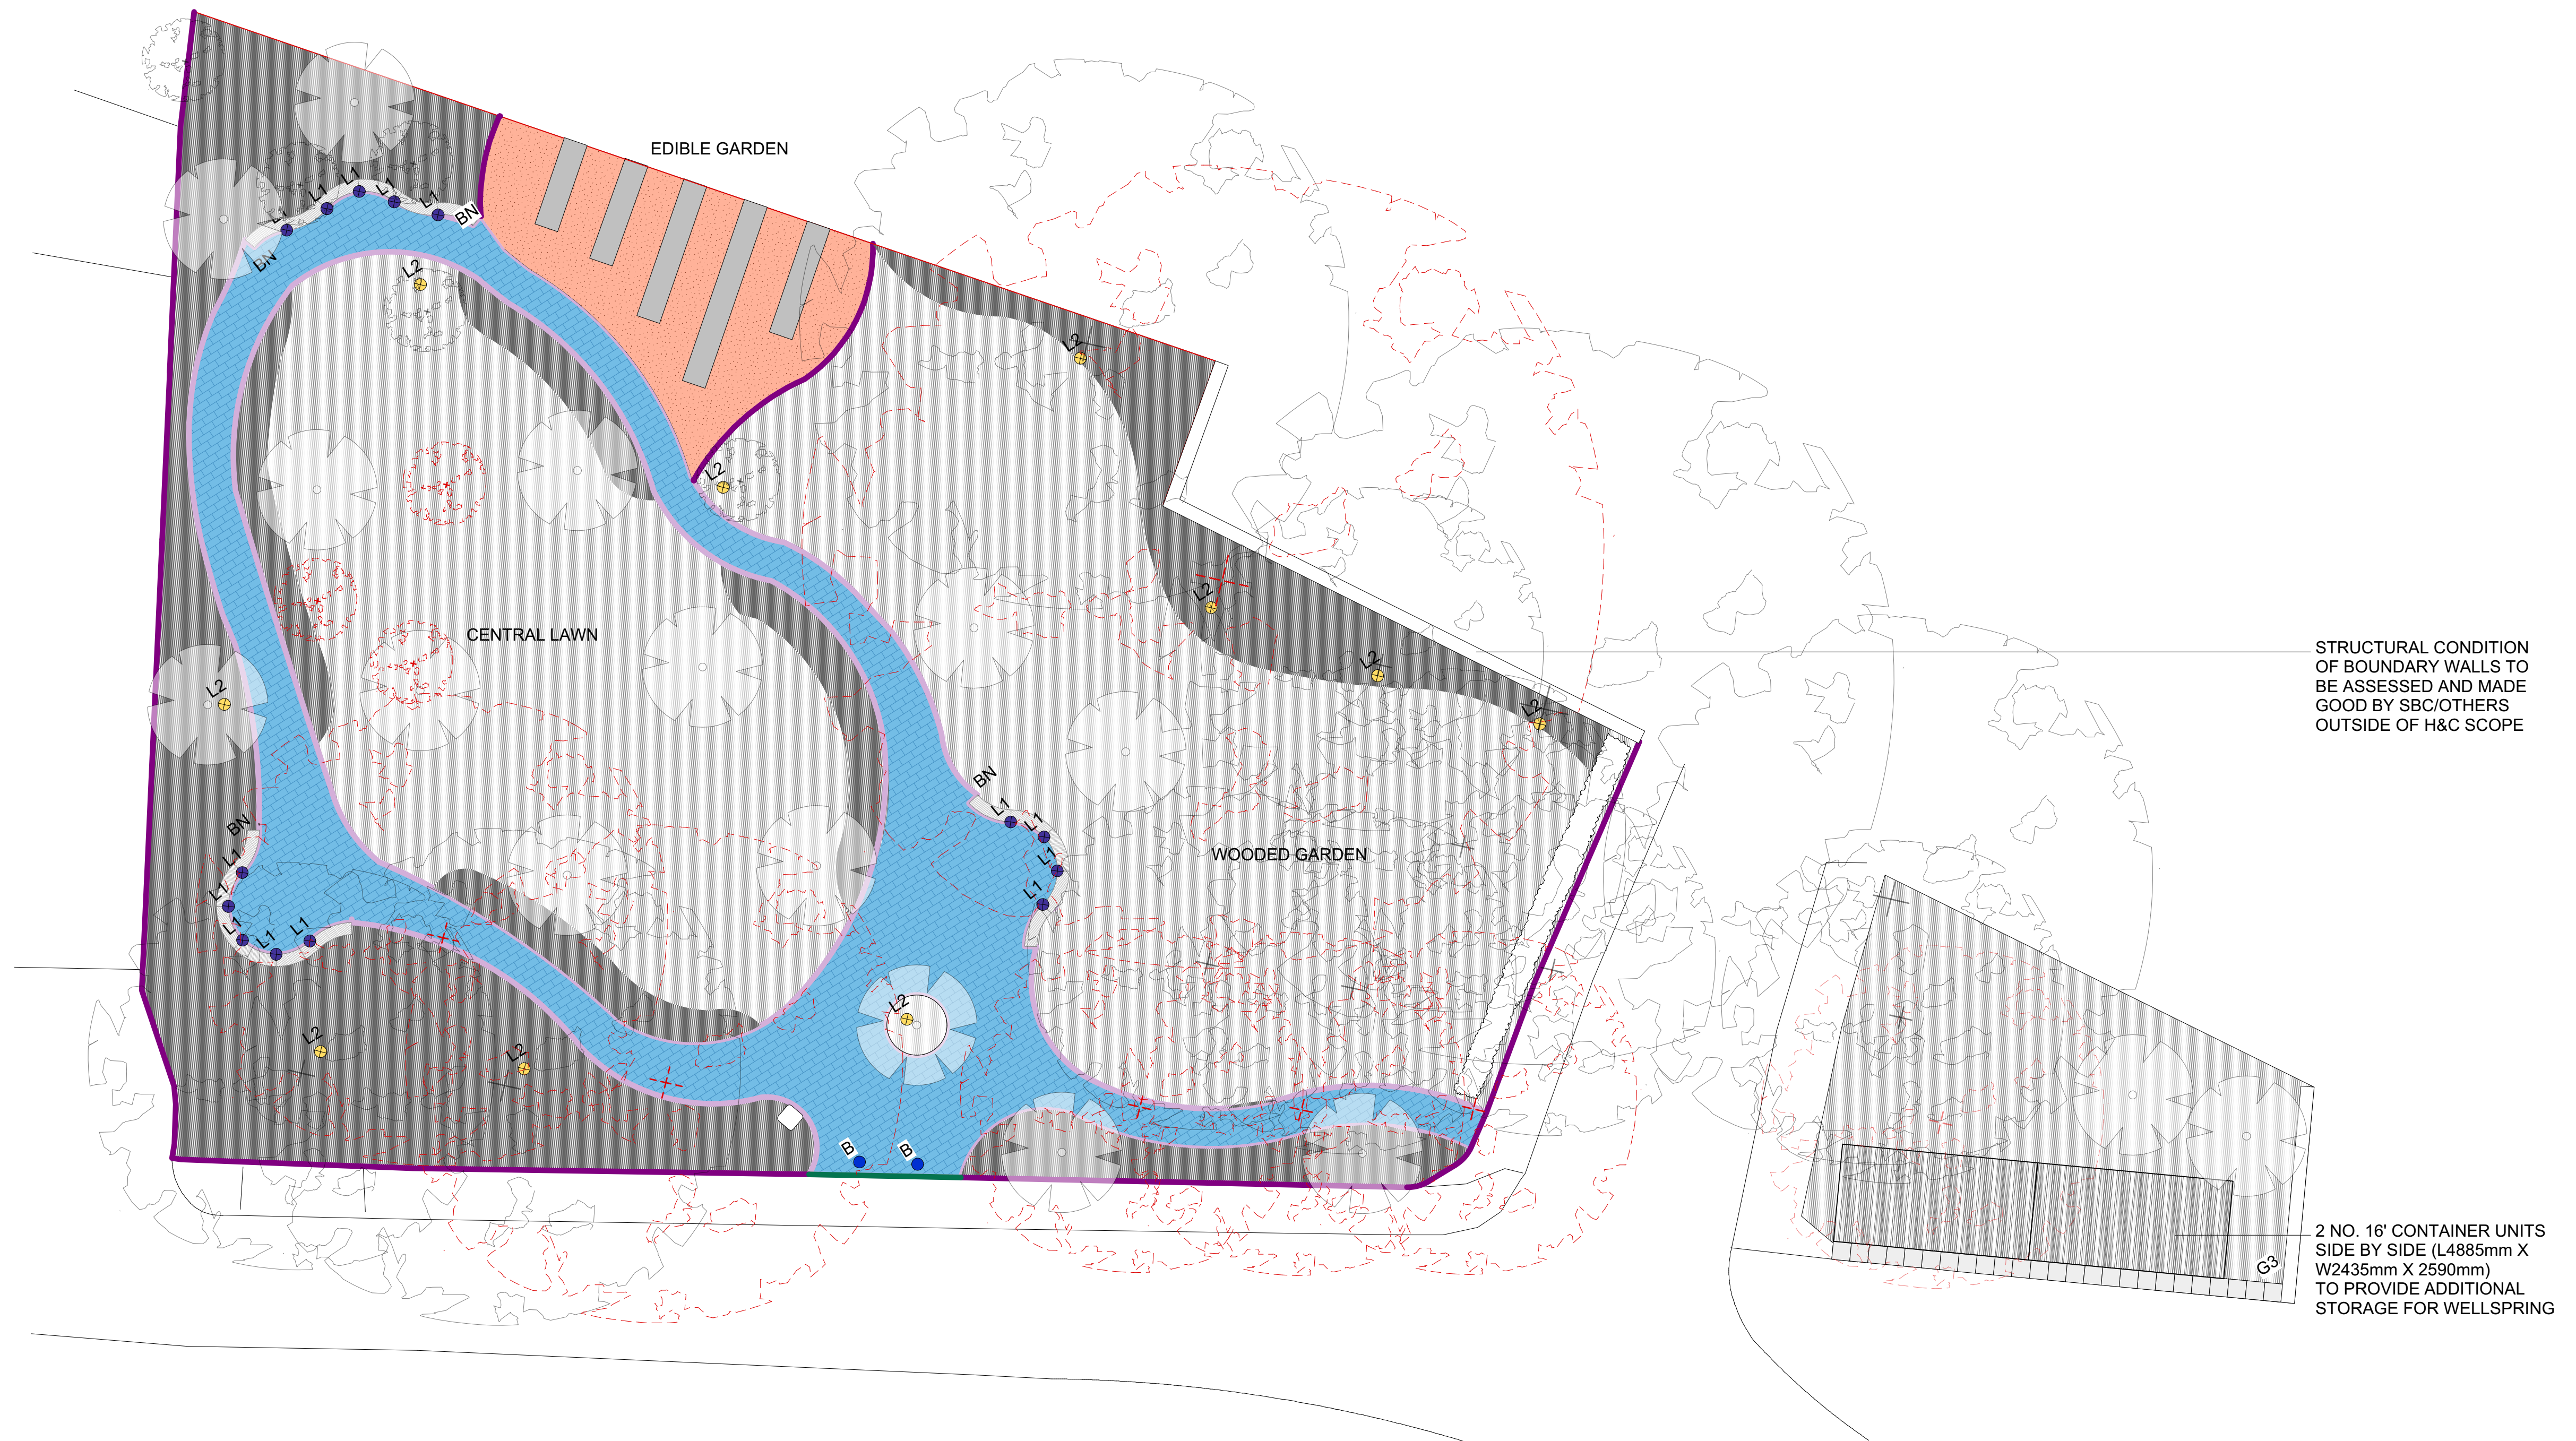 EDIBLE GARDEN
L1
L1
L1
L1
L1
BN
BN
L2
L2
L2
L2
L2
L2
CENTRAL LAWN
L2
STRUCTURAL CONDITION
OF BOUNDARY WALLS TO
BE ASSESSED AND MADE
GOOD BY SBC/OTHERS
OUTSIDE OF H&C SCOPE
BN
L1
L1
L1
L1
WOODED GARDEN
BN
L1
L1
L1
L1
L1
L2
L2
L2
B
B
G3
2 NO. 16' CONTAINER UNITS
SIDE BY SIDE (L4885mm X
W2435mm X 2590mm)
TO PROVIDE ADDITIONAL
STORAGE FOR WELLSPRING